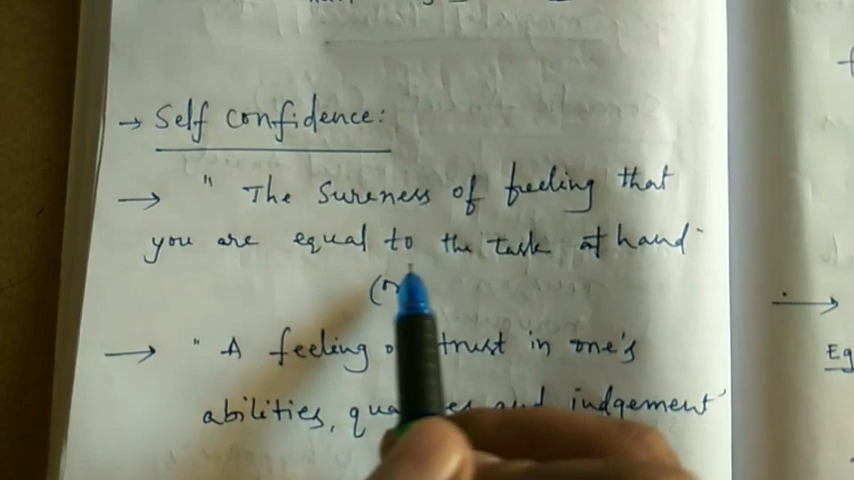 → Self confidence:
→ " The Sureness of feeling that
you are equal to the task at hand
→ " A feeling trust in one's
abilities, and judgement"
Eg